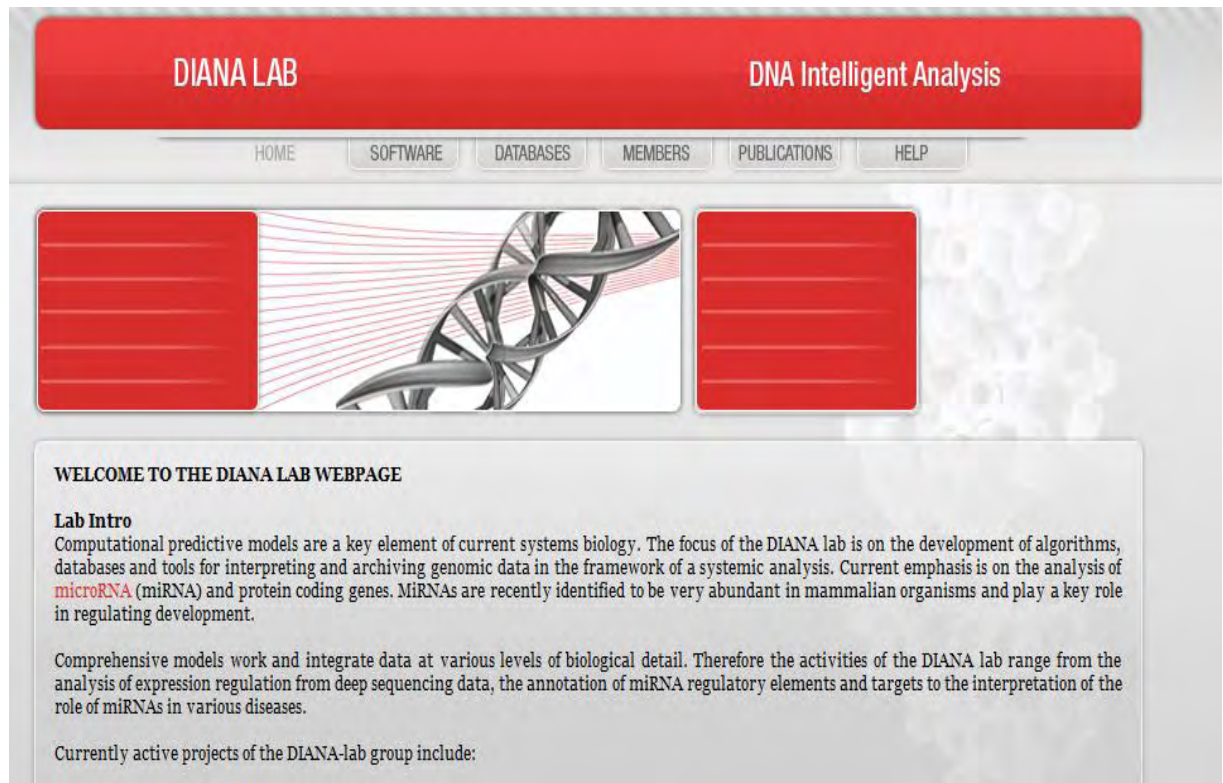 DIANA LAB
DNA Intelligent Analysis
HOME
SOFTWARE
DATABASES
MEMBERS
PUBLICATIONS
HELP
WELCOME TO THE DIANA LAB WEBPAGE
Lab Intro
Computational predictive models are a key element of current systems biology. The focus of the DIANA lab is on the development of algorithms,
databases and tools for interpreting and archiving genomic data in the framework of a systemic analysis. Current emphasis is on the analysis of
microRNA (miRNA) and protein coding genes. MiRNAs are recently identified to be very abundant in mammalian organisms and play a key role
in regulating development.
Comprehensive models work and integrate data at various levels of biological detail. Therefore the activities of the DIANA lab range from the
analysis of expression regulation from deep sequencing data, the annotation of miRNA regulatory elements and targets to the interpretation of the
role of miRNAs in various diseases.
Currently active projects of the DIANA-lab group include: